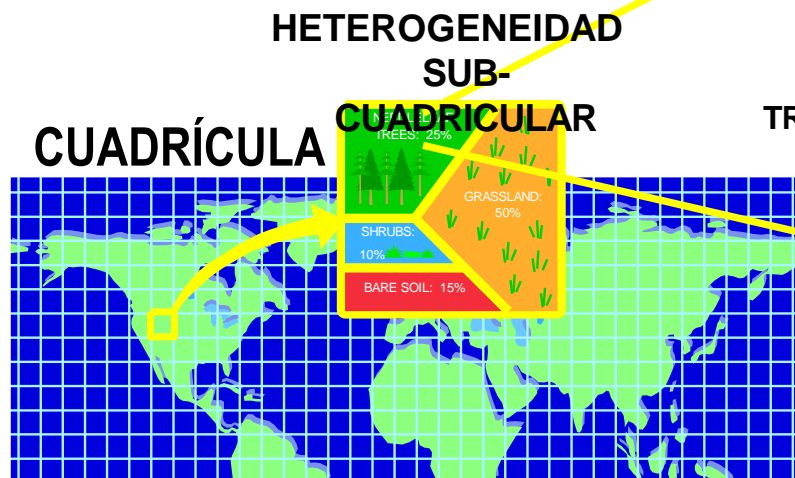 HETEROGENEIDAD
SUB-
CUADRICULAR
CUADRÍCULA
TREES: 25%
GRASSLAND:
50%
SHRUBS:
10%
BARE SOIL: 15%